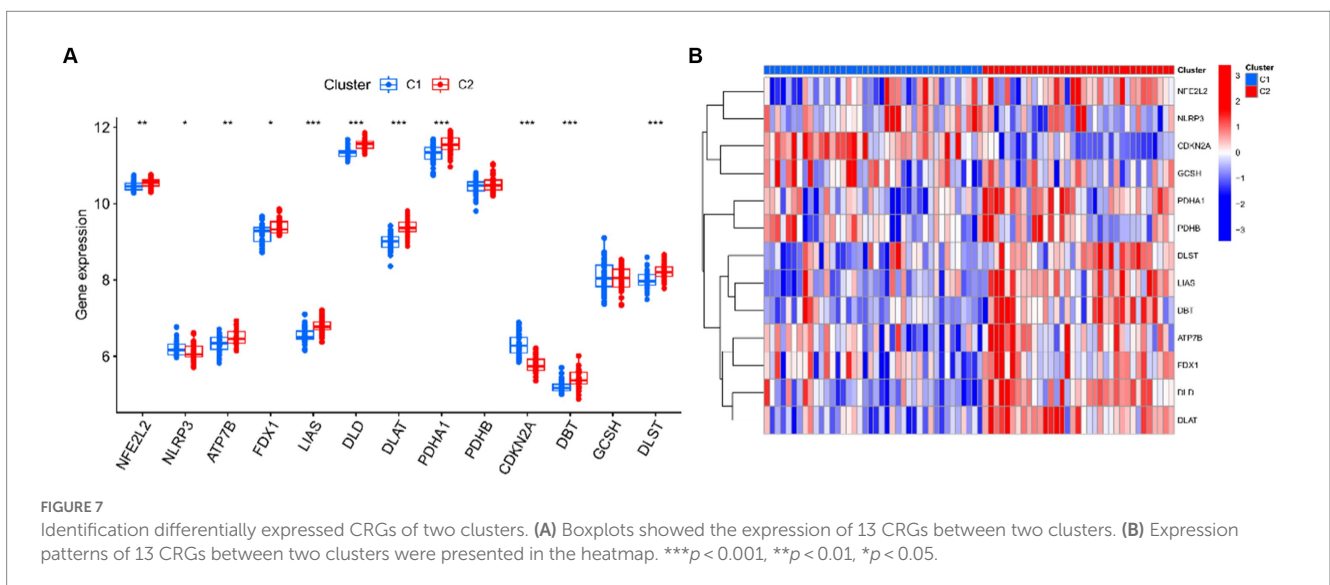 A
Cluster C1 C2
** * ** * *** *** *** *** *** *** ***
Gene expression
12
10
8
6
NFE2L2 NLRP3 ATP7B FDX1 LIAS DLD DLAT PDHA1 PDHB CDKN2A DBT GCSH DLST
B
Cluster
NFE2L2
NLRP3
CDKN2A
GCSH
PDHA1
PDHB
DLST
LIAS
DBT
ATP7B
FDX1
DLD
DLAT
3
2
1
0
−1
−2
−3
Cluster
C1
C2
FIGURE 7
Identification differentially expressed CRGs of two clusters. (A) Boxplots showed the expression of 13 CRGs between two clusters. (B) Expression
patterns of 13 CRGs between two clusters were presented in the heatmap. ***p < 0.001, **p < 0.01, *p < 0.05.